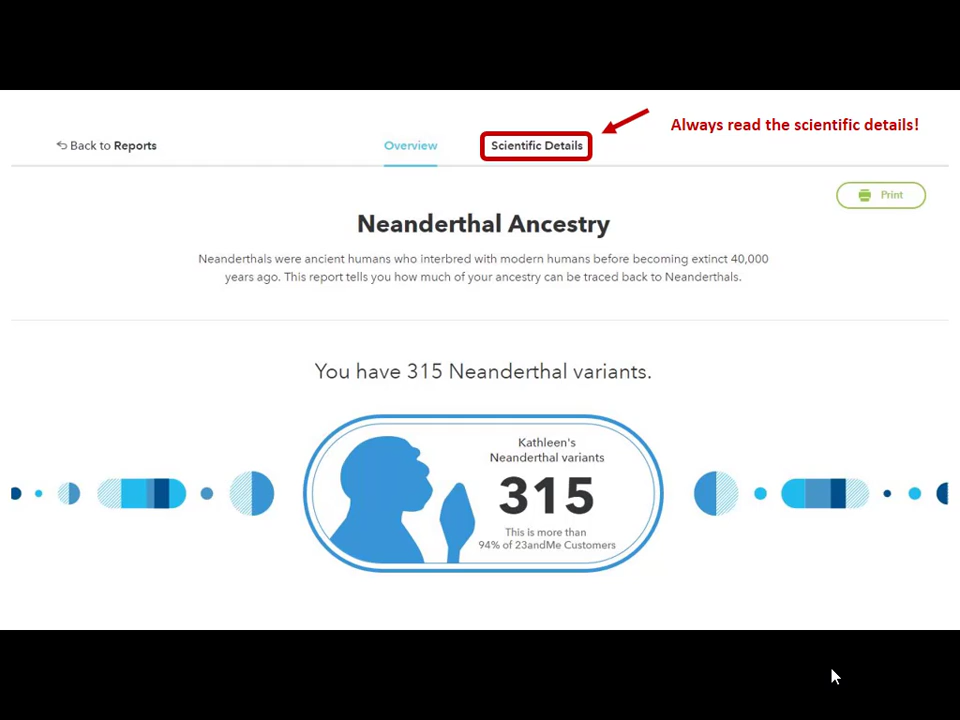 Always read the scientific details!
Back to Reports
Overview
Scientific Details
Print
Neanderthal Ancestry
Neanderthals were ancient humans who interbred with modern humans before becoming extinct 40,000
years ago. This report tells you how much of your ancestry can be traced back to Neanderthals.
You have 315 Neanderthal variants.
Kathleen's
Neanderthal variants
315
This is more than
94% of 23andMe Customers